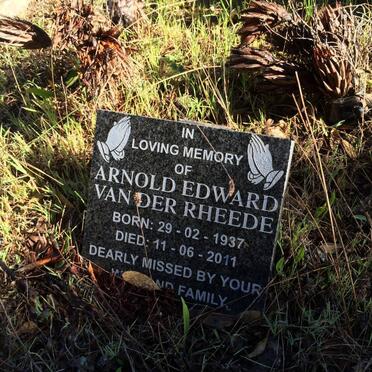 IN
LOVING MEMORY
OF
ARNOLD EDWARD
VAN DER RHEEDE
BORN: 29 - 02 - 1937
DIED: 11 - 06 - 2011
DEARLY MISSED BY YOUR
AND FAMILY.